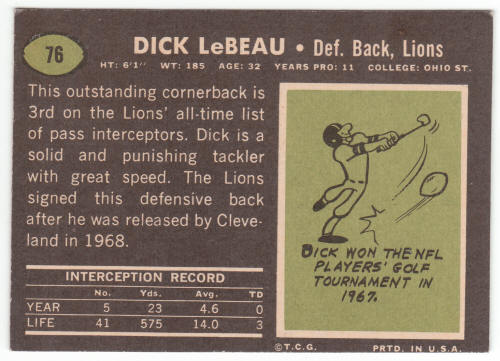 76
DICK LeBEAU • Def. Back, Lions
HT: 6'1" WT: 185 AGE: 32 YEARS PRO: 11 COLLEGE: OHIO ST.
This outstanding cornerback is
3rd on the Lions' all-time list
of pass interceptors. Dick is a
solid and punishing tackler
with great speed. The Lions
signed this defensive back
after he was released by Cleve-
land in 1968.
INTERCEPTION RECORD
No. Yds. Avg. TD
YEAR 5 23 4.6 0
LIFE 41 575 14.0 3
DICK WON THE NFL
PLAYERS' GOLF
TOURNAMENT IN
1967.
©T.C.G. PRTD. IN U.S.A.